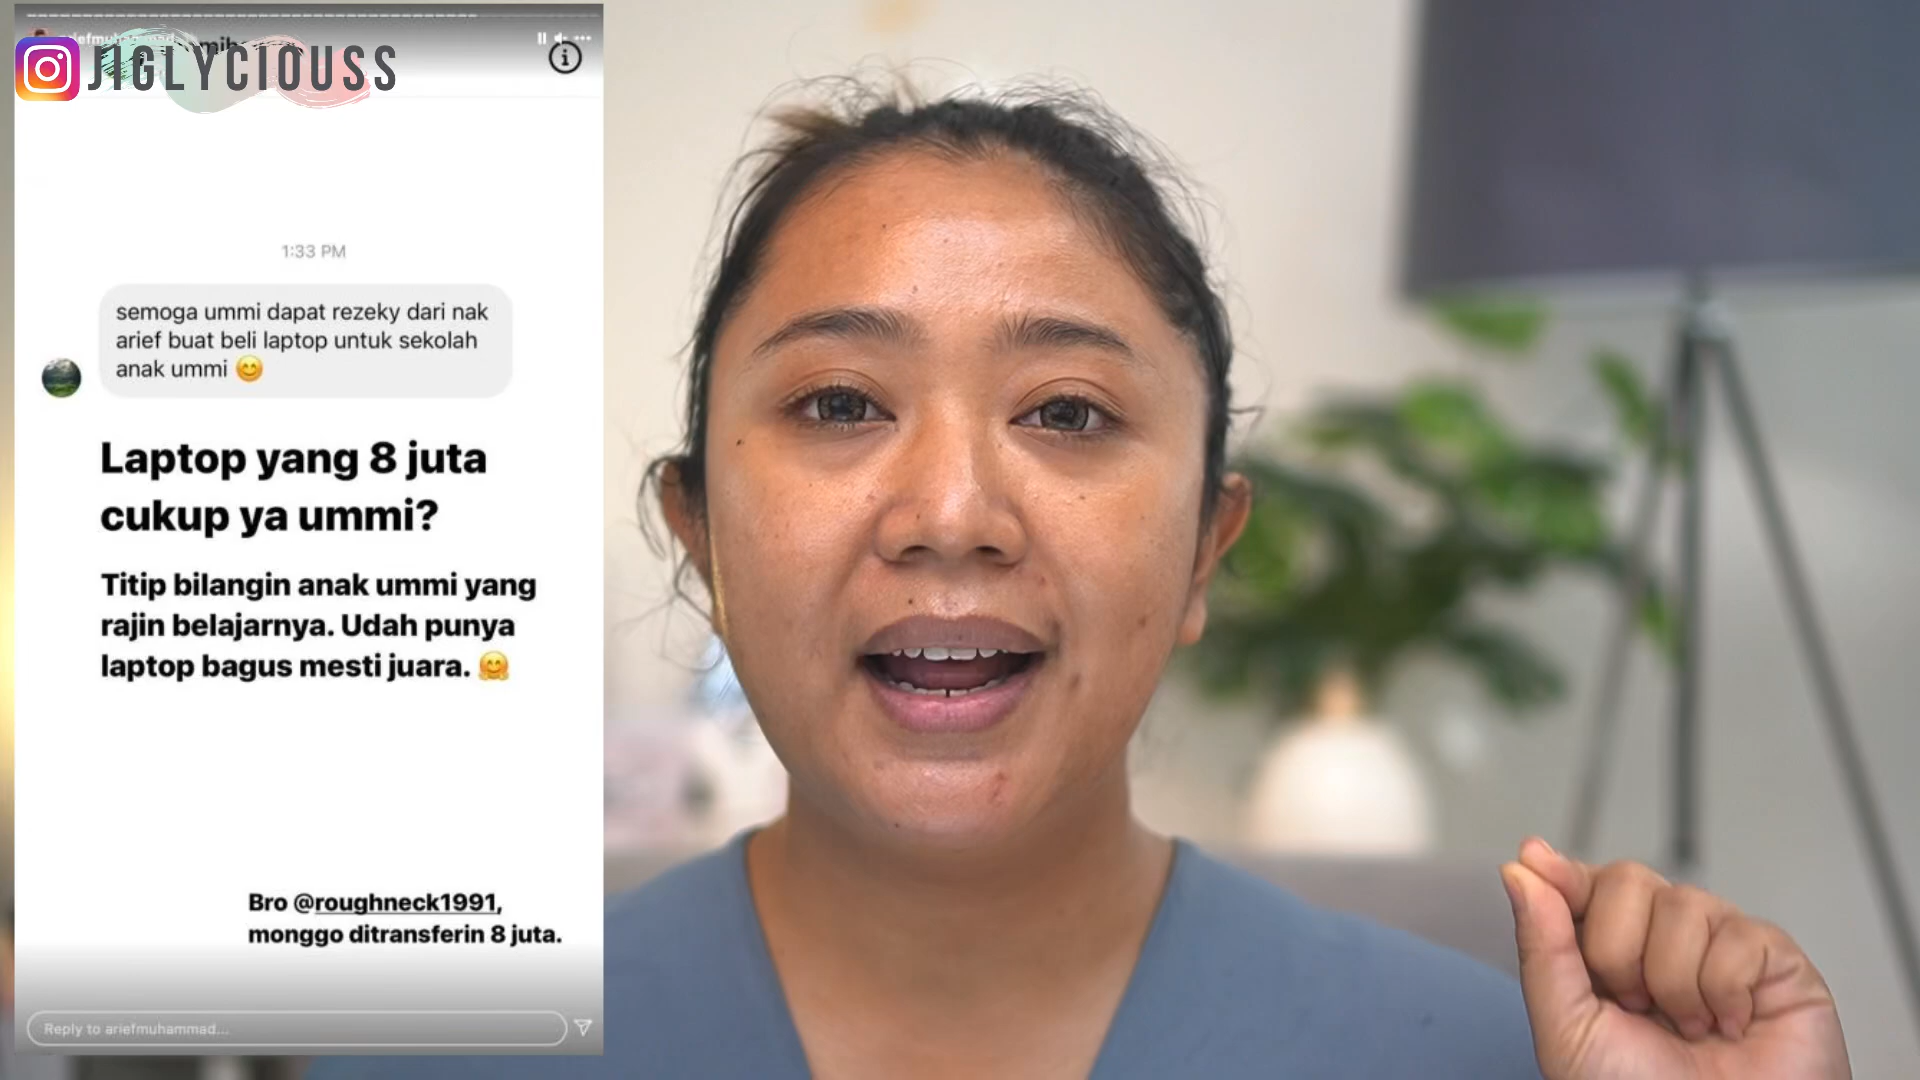 JIGLYCIOUSS
1:33 PM
semoga ummi dapat rezeky dari nak
arief buat beli laptop untuk sekolah
anak ummi 😊
Laptop yang 8 juta
cukup ya ummi?
Titip bilangin anak ummi yang
rajin belajarnya. Udah punya
laptop bagus mesti juara. 🤗
Bro @roughneck1991,
monggo ditransferin 8 juta.
Reply to ariefmuhammad...